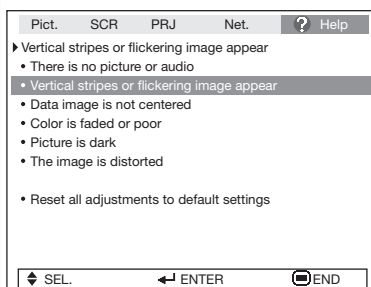 Pict. SCR PRJ Net. ? Help
Vertical stripes or flickering image appear
• There is no picture or audio
• Vertical stripes or flickering image appear
• Data image is not centered
• Color is faded or poor
• Picture is dark
• The image is distorted
• Reset all adjustments to default settings
SEL. ENTER END